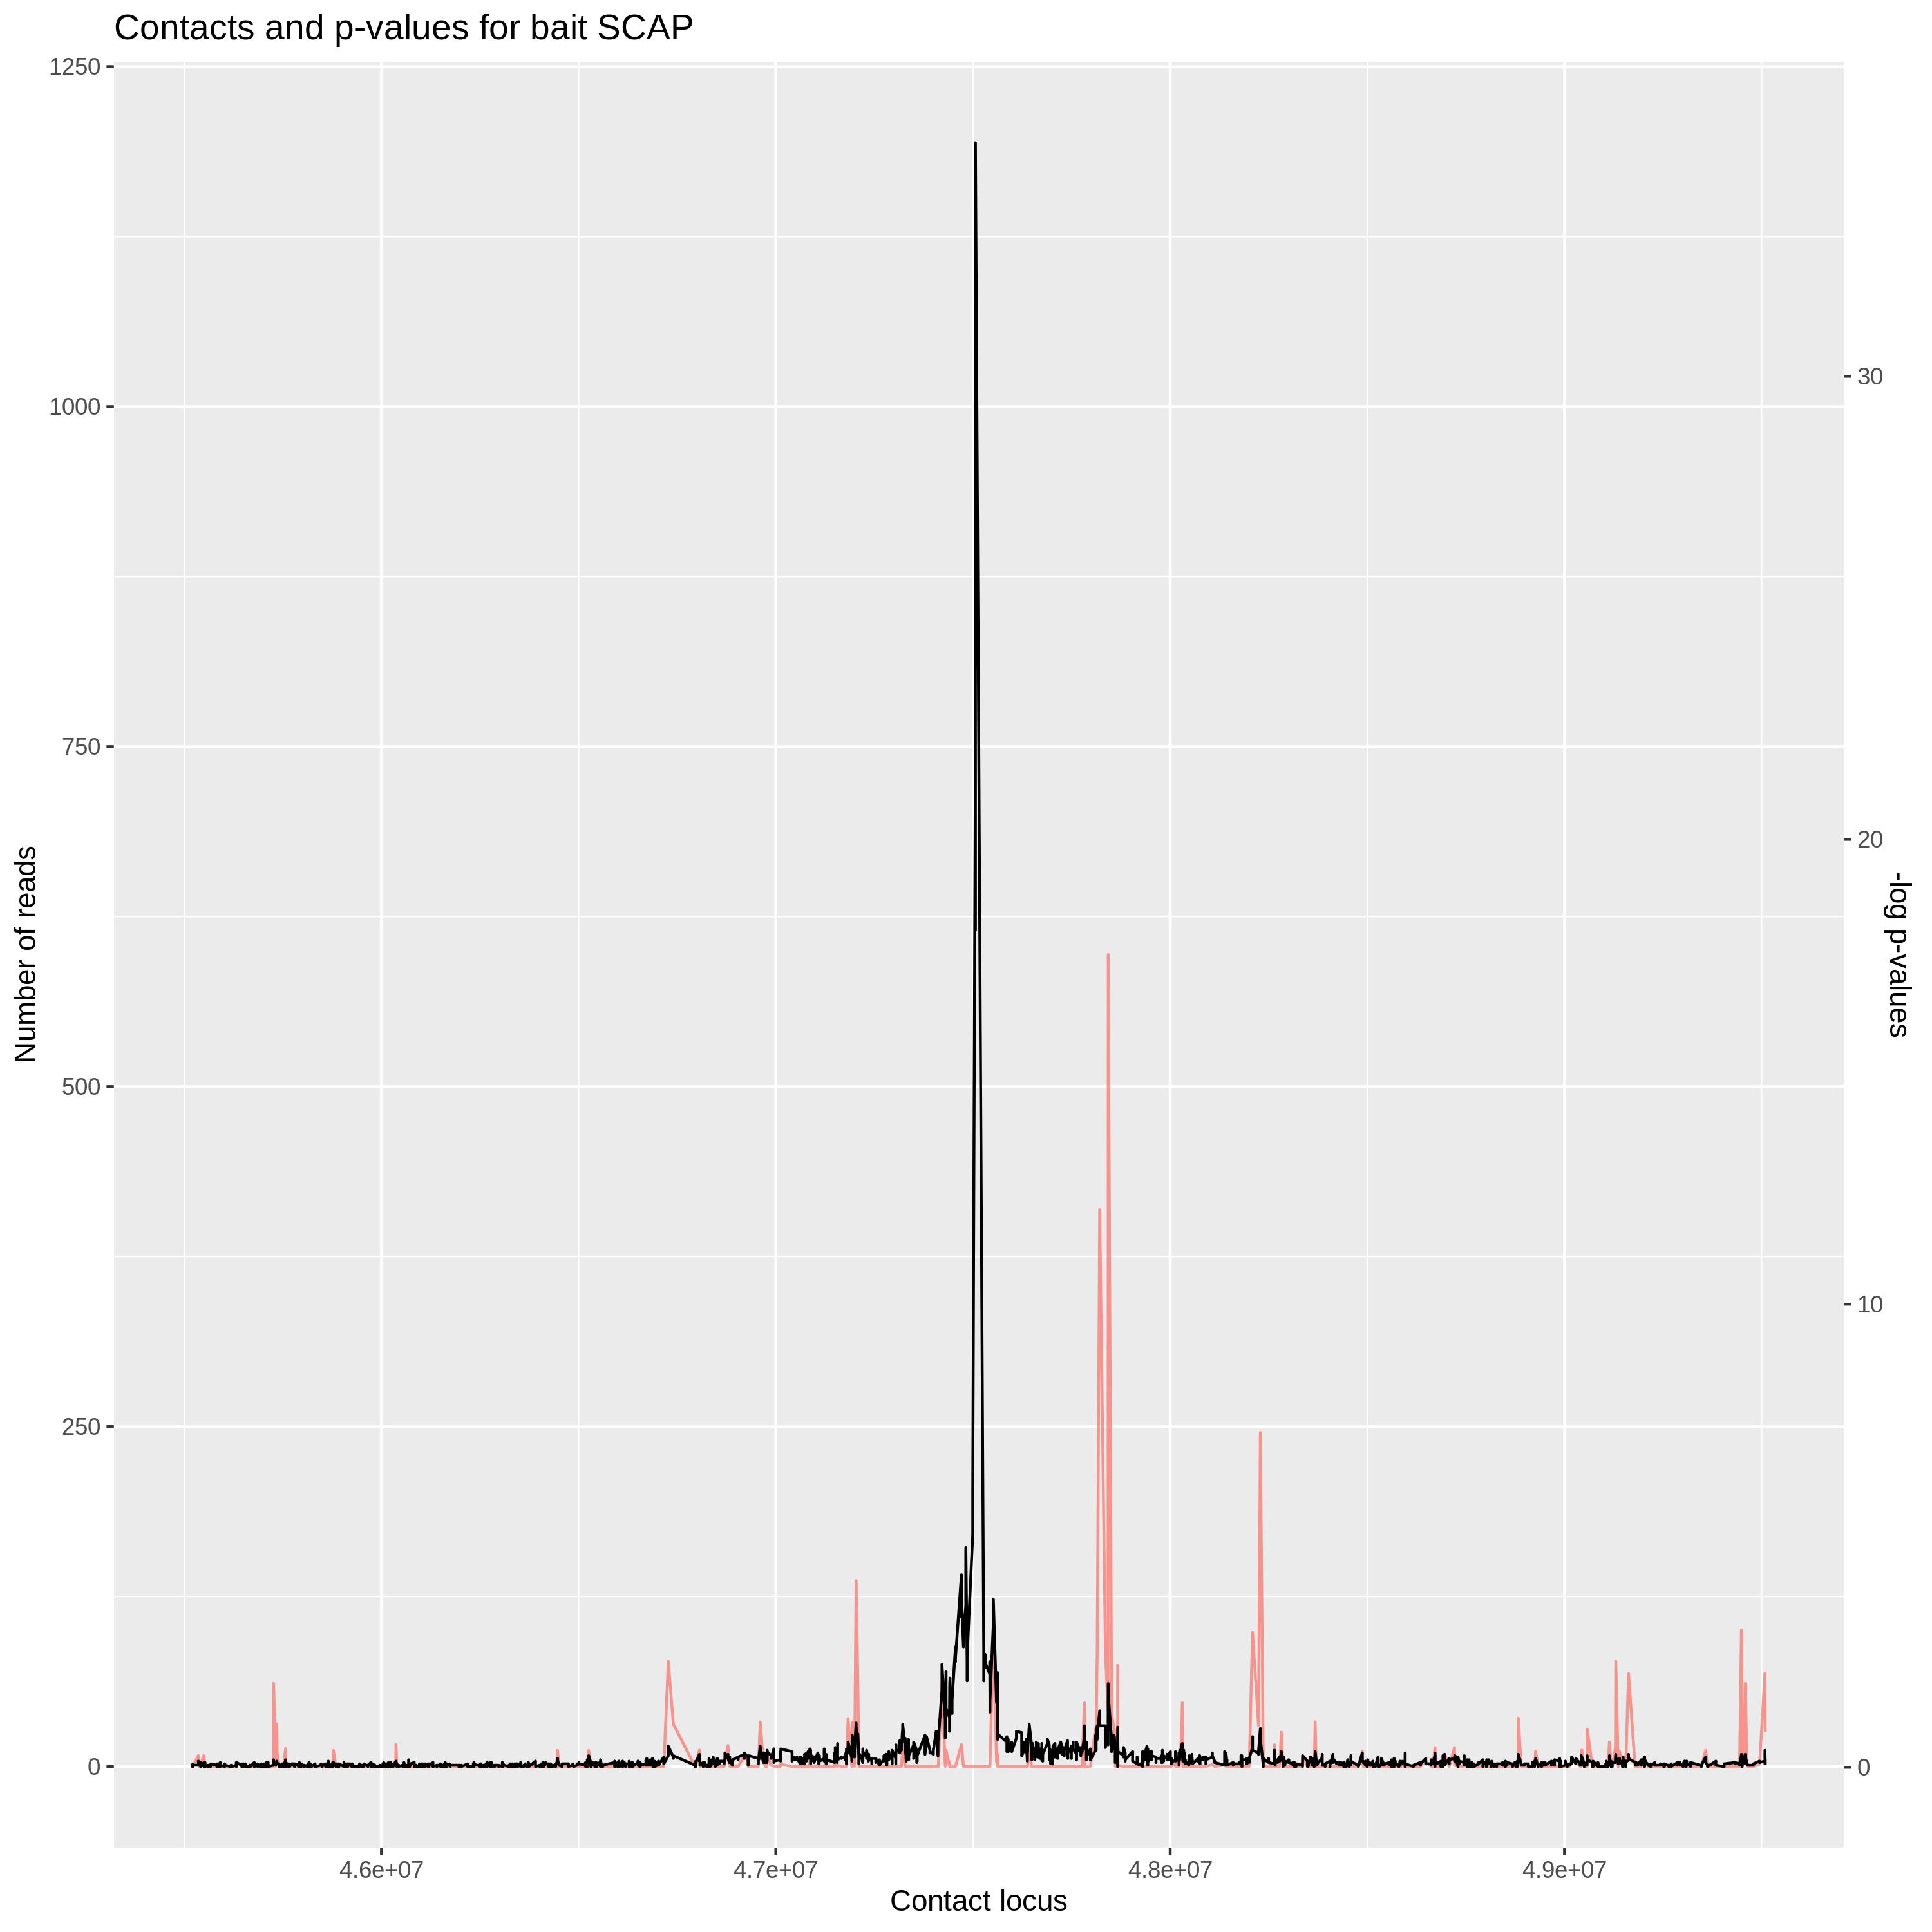 Contacts and p-values for bait SCAP
1250
1000
750
500
250
0
Number of reads
30
20
10
0
-log p-values
4.6e+07
4.7e+07
4.8e+07
4.9e+07
Contact locus